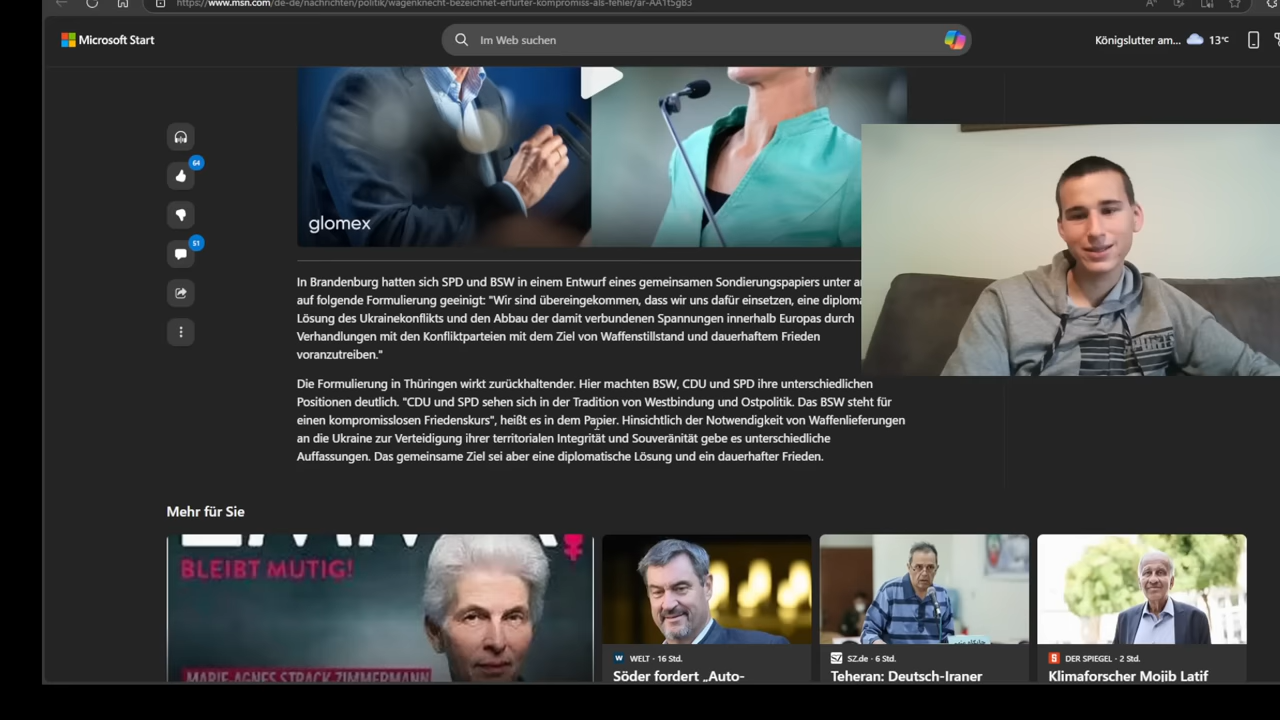 https://www.msn.com/de-de/nachrichten/politik/wagenknecht-bezeichnet-erfurter-kompromiss-als-fehler/ar-AA1t5gB3
Microsoft Start
Im Web suchen
Königslutter am... 13°C
64
51
glomex
In Brandenburg hatten sich SPD und BSW in einem Entwurf eines gemeinsamen Sondierungspapiers unter
auf folgende Formulierung geeinigt: "Wir sind übereingekommen, dass wir uns dafür einsetzen, eine
Lösung des Ukrainekonflikts und den Abbau der damit verbundenen Spannungen innerhalb Europas durch
Verhandlungen mit den Konfliktparteien mit dem Ziel von Waffenstillstand und dauerhaftem Frieden
voranzutreiben."
Die Formulierung in Thüringen wirkt zurückhaltender. Hier machten BSW, CDU und SPD ihre unterschiedlichen
Positionen deutlich. "CDU und SPD sehen sich in der Tradition von Westbindung und Ostpolitik. Das BSW steht für
einen kompromisslosen Friedenskurs", heißt es in dem Papier. Hinsichtlich der Notwendigkeit von Waffenlieferungen
an die Ukraine zur Verteidigung ihrer territorialen Integrität und Souveränität gebe es unterschiedliche
Auffassungen. Das gemeinsame Ziel sei aber eine diplomatische Lösung und ein dauerhafter Frieden.
SPORTS
Mehr für Sie
BLEIBT MUTIG!
MARIE-AGNES STRACK-ZIMMERMANN
W WELT · 16 Std.
Söder fordert „Auto-
SZ.de · 6 Std.
Teheran: Deutsch-Iraner
S DER SPIEGEL · 2 Std.
Klimaforscher Mojib Latif